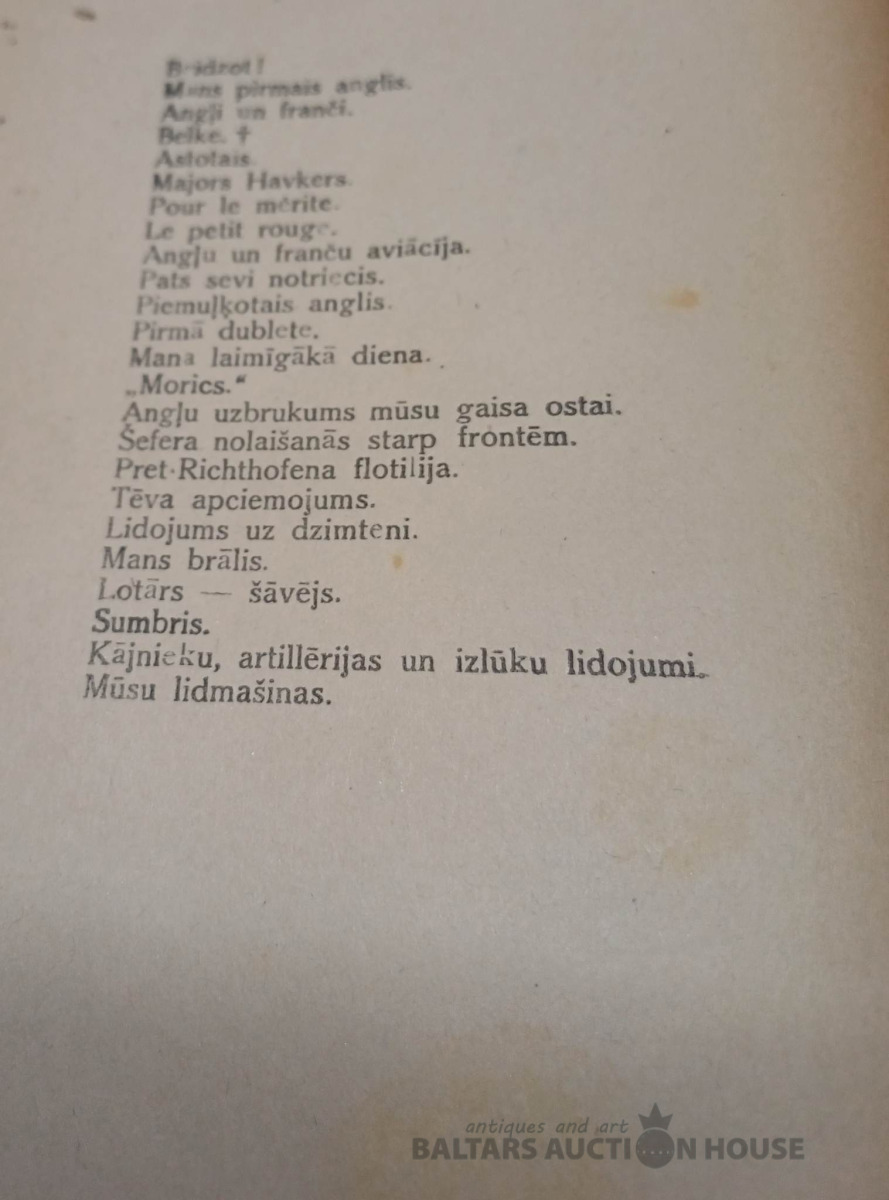 Mans pirmais anglis.
Angļi un franči.
Belke. †
Astotais.
Majors Havkers.
Pour le mérite.
Le petit rouge.
Angļu un franču aviācija.
Pats sevi notriecis.
Piemuļķotais anglis.
Pirmā dublete.
Mana laimīgākā diena.
„Morics.“
Angļu uzbrukums mūsu gaisa ostai.
Šefera nolaišanās starp frontēm.
Pret-Richthofena flotilija.
Tēva apciemojums.
Lidojums uz dzimteni.
Mans brālis.
Lotārs — šāvējs.
Sumbris.
Kājnieku, artillērijas un izlūku lidojumi.
Mūsu lidmašinas.
antiques and art
BALTARS AUCTION HOUSE